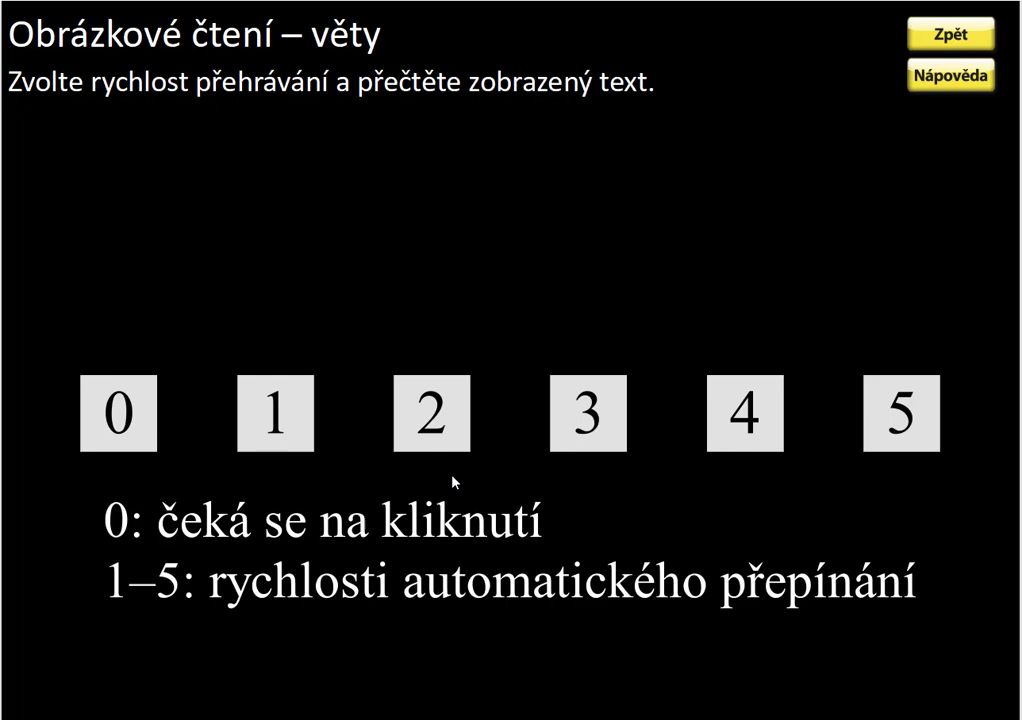 Obrázkové čtení – věty
Zpět
Zvolte rychlost přehrávání a přečtěte zobrazený text.
Nápověda
0 1 2 3 4 5
0: čeká se na kliknutí
1–5: rychlosti automatického přepínání